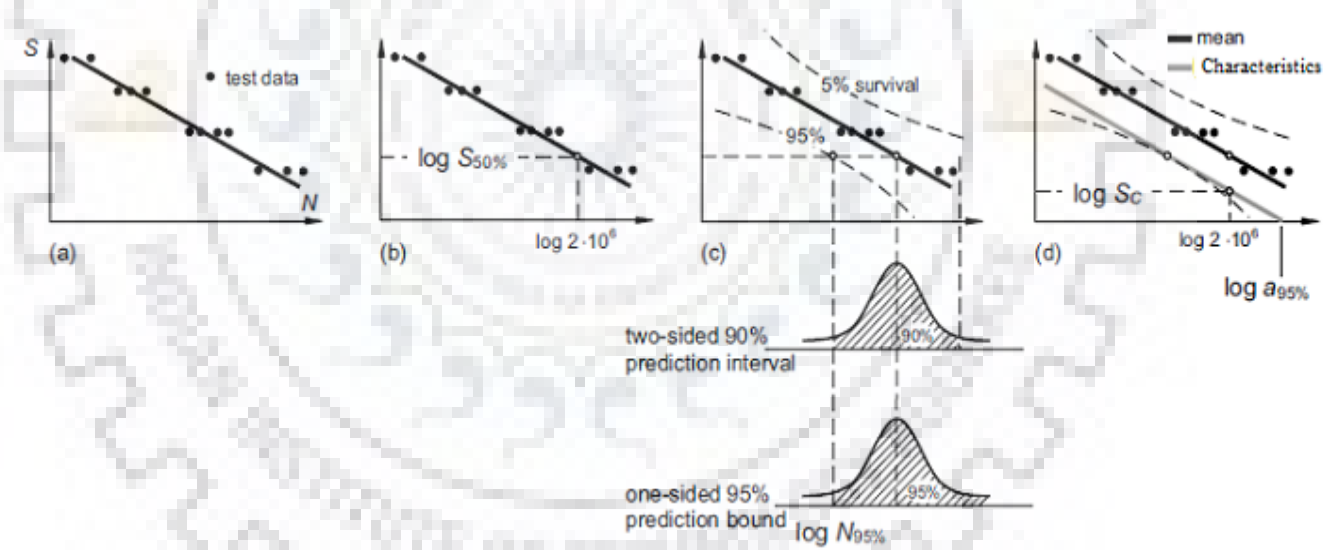 S
test data
N
(a)
log S50%
log 2·10⁶
(b)
5% survival
95%
(c)
mean
Characteristics
log Sc
log 2·10⁶
(d)
log a95%
two-sided 90%
prediction interval
90%
one-sided 95%
prediction bound
95%
log N95%